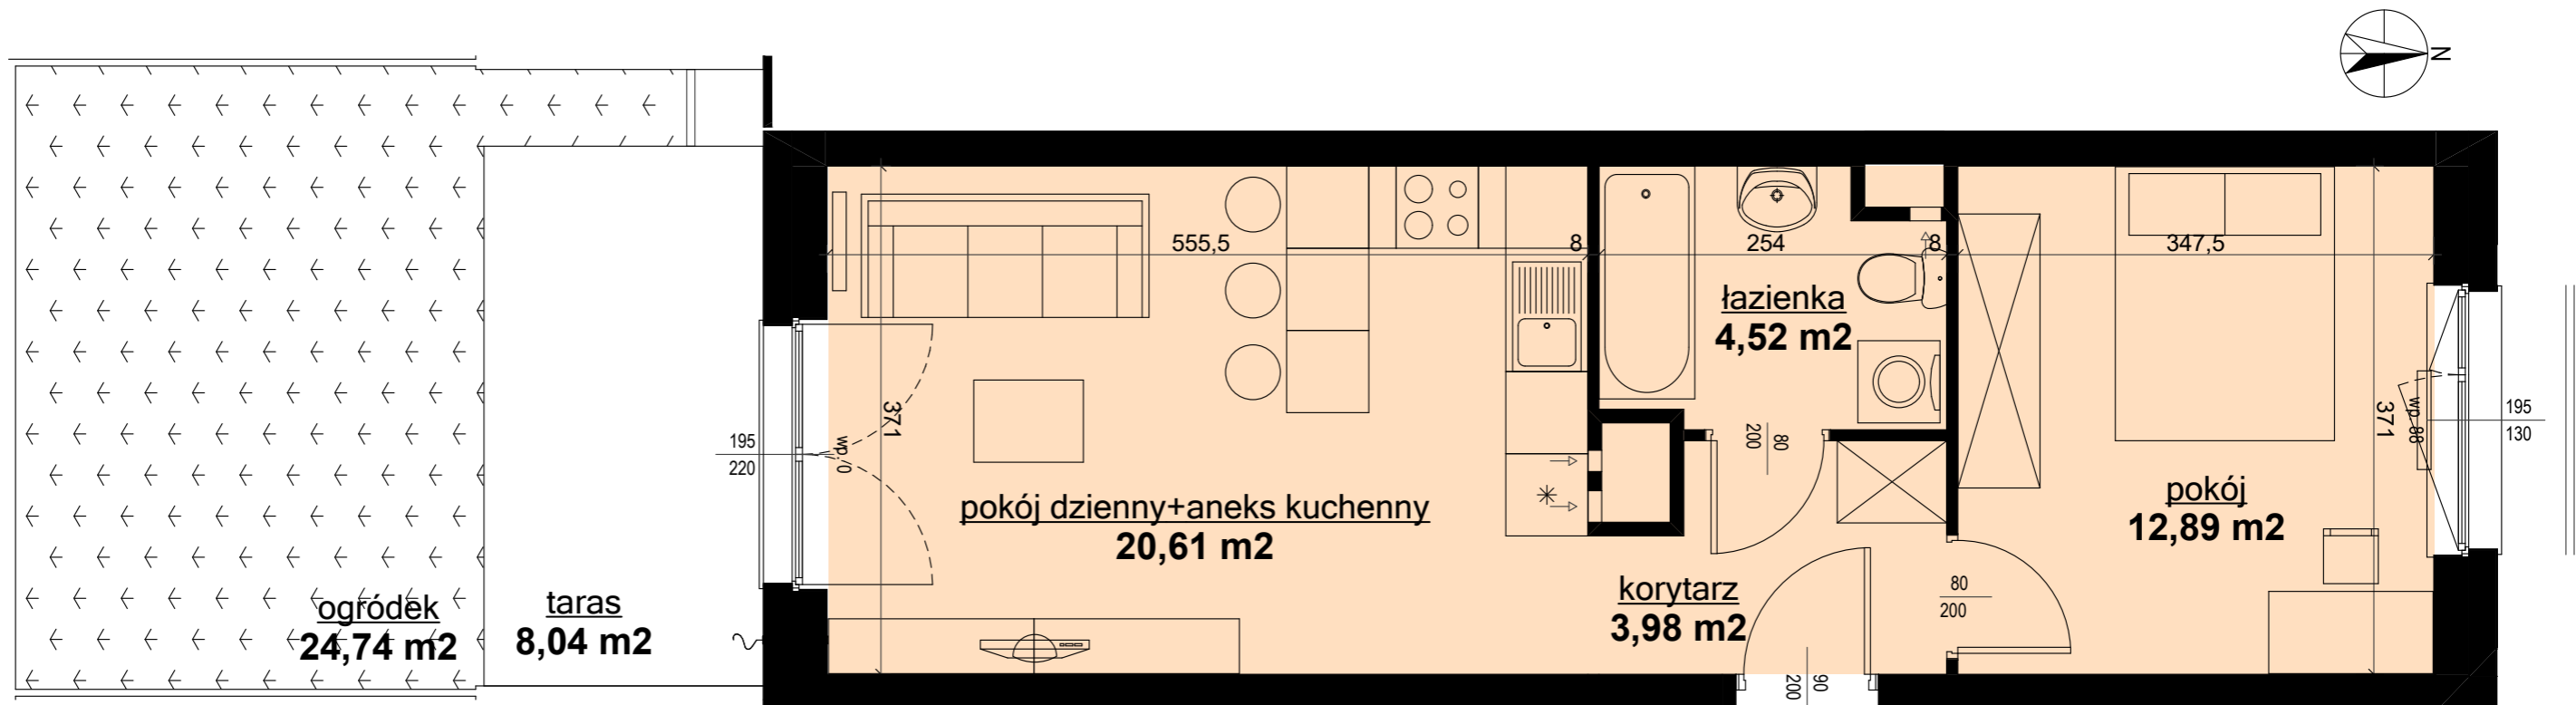 N
555,5
8
254
8
347,5
łazienka
4,52 m2
371
371
195
220
wp. 0
80
200
wp. 88
195
130
pokój dzienny+aneks kuchenny
20,61 m2
pokój
12,89 m2
ogródek
24,74 m2
taras
8,04 m2
korytarz
3,98 m2
80
200
90
200